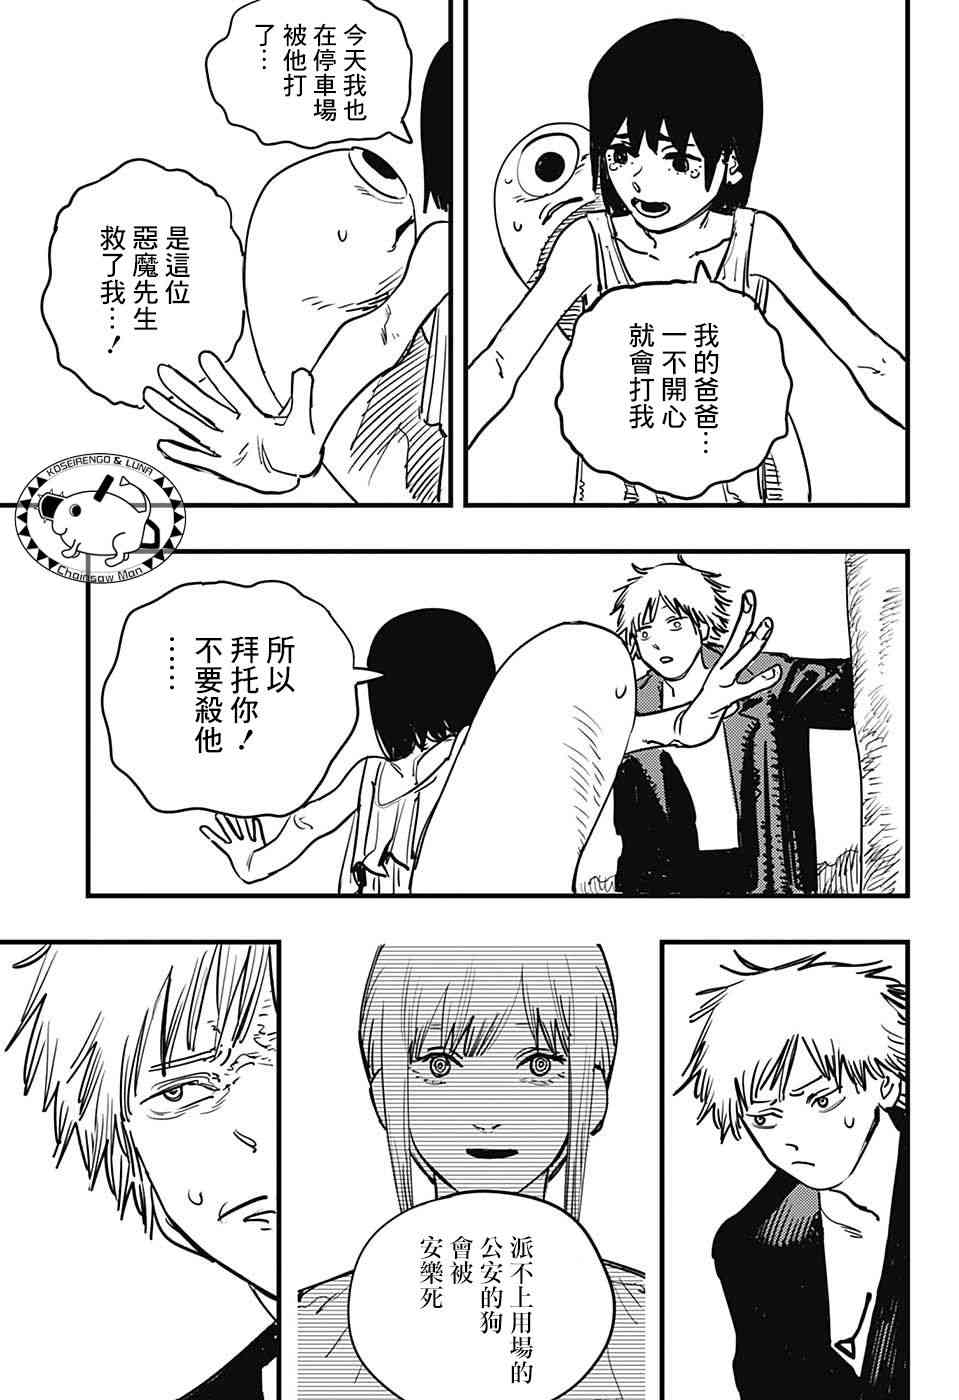 我的爸爸…
一不開心
就會打我
今天我也
在停車場
被他打
了…
是這位
惡魔先生
救了我…！
KOSEIRENGO & LUNA
Chainsaw Man
所以
拜托你！
不要殺他
……
派不上用場的
公安的狗
會被
安樂死